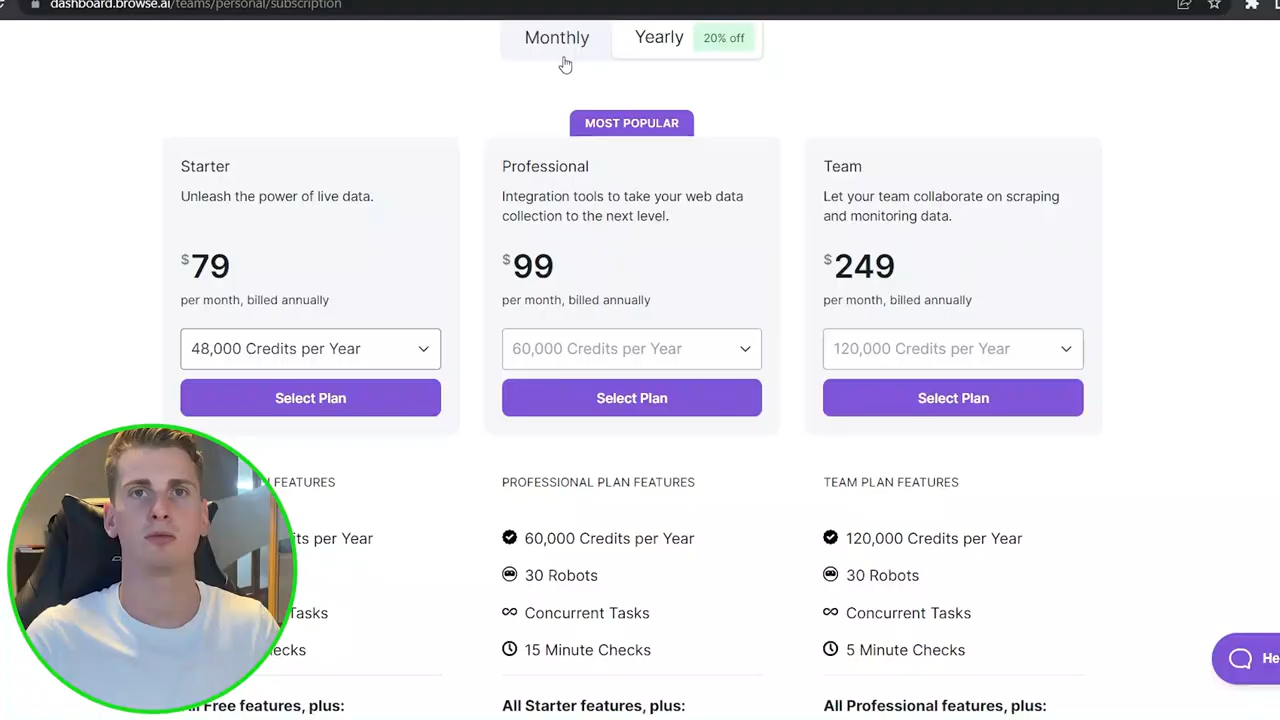 dashboard.browse.ai/teams/personal/subscription
Monthly
Yearly
20% off
MOST POPULAR
Starter
Unleash the power of live data.
$79
per month, billed annually
48,000 Credits per Year
Select Plan
Professional
Integration tools to take your web data
collection to the next level.
$99
per month, billed annually
60,000 Credits per Year
Select Plan
Team
Let your team collaborate on scraping
and monitoring data.
$249
per month, billed annually
120,000 Credits per Year
Select Plan
FEATURES
per Year
Tasks
Free features, plus:
PROFESSIONAL PLAN FEATURES
60,000 Credits per Year
30 Robots
Concurrent Tasks
15 Minute Checks
All Starter features, plus:
TEAM PLAN FEATURES
120,000 Credits per Year
30 Robots
Concurrent Tasks
5 Minute Checks
All Professional features, plus: